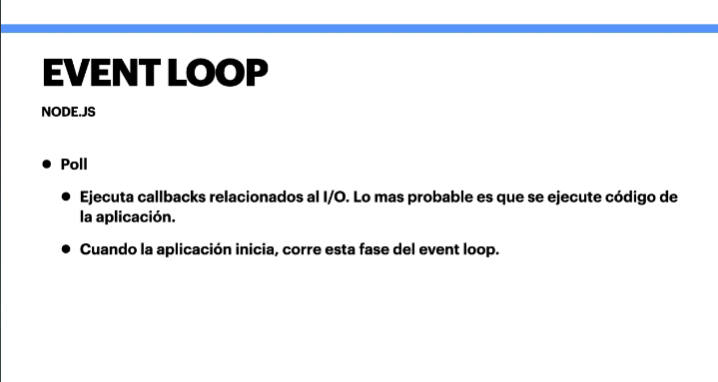 EVENT LOOP
NODE.JS
● Poll
● Ejecuta callbacks relacionados al I/O. Lo mas probable es que se ejecute código de
la aplicación.
● Cuando la aplicación inicia, corre esta fase del event loop.